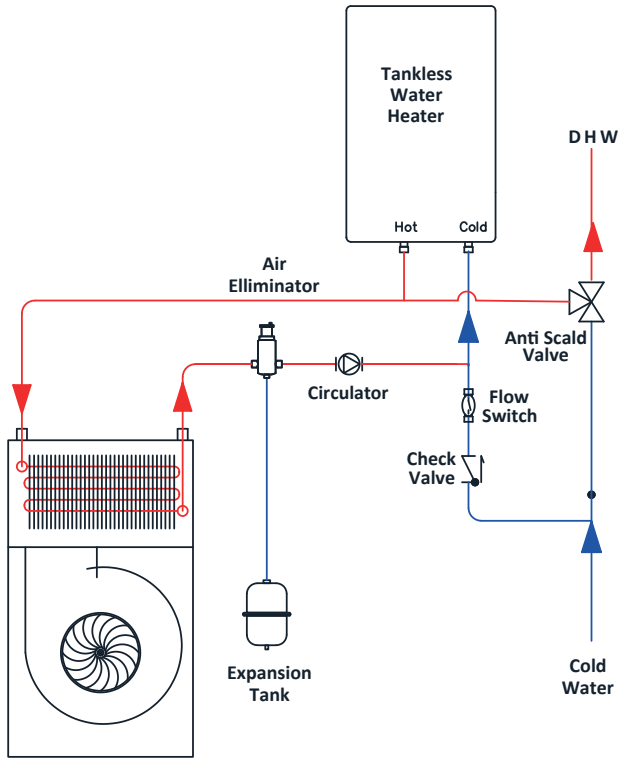 Tankless
Water
Heater
D H W
Hot
Cold
Air
Elliminator
Anti Scald
Valve
Circulator
Flow
Switch
Check
Valve
Expansion
Tank
Cold
Water